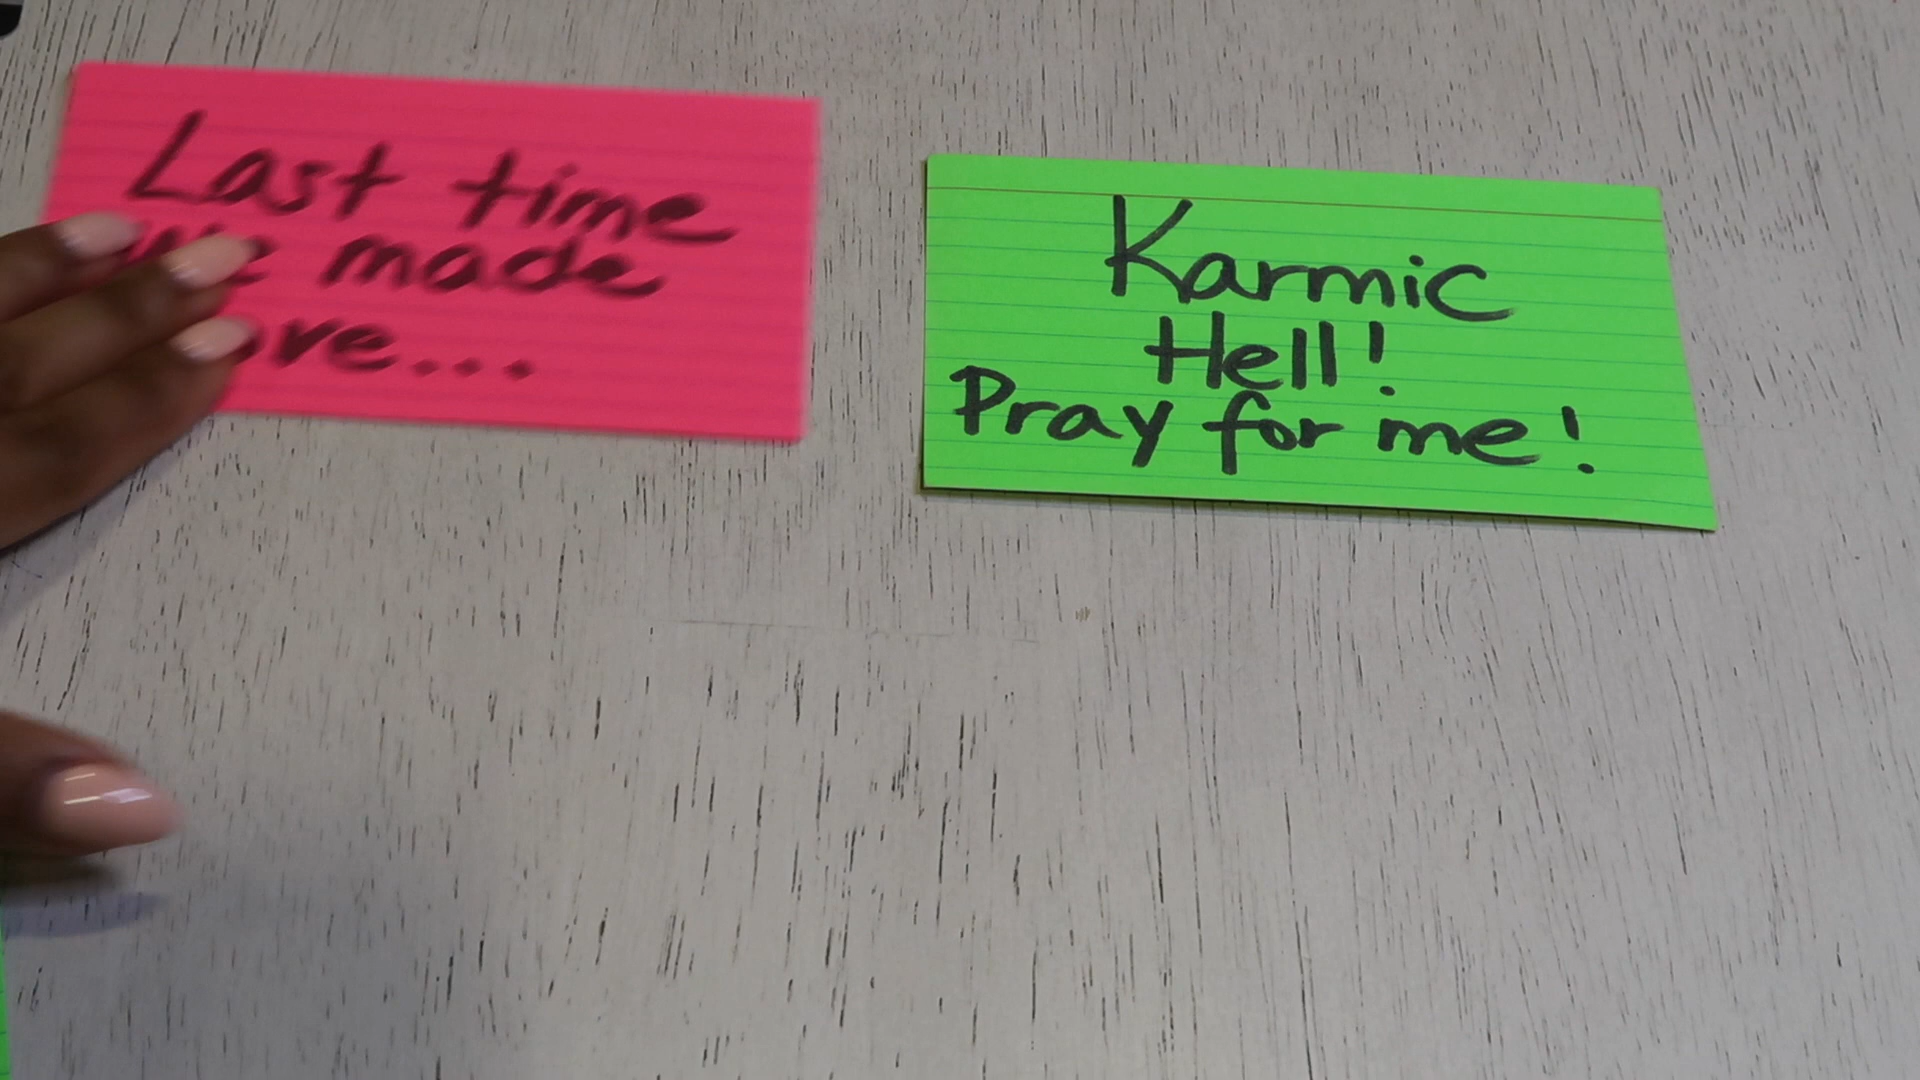 Last time
made
Karmic
Hell!
Pray for me!